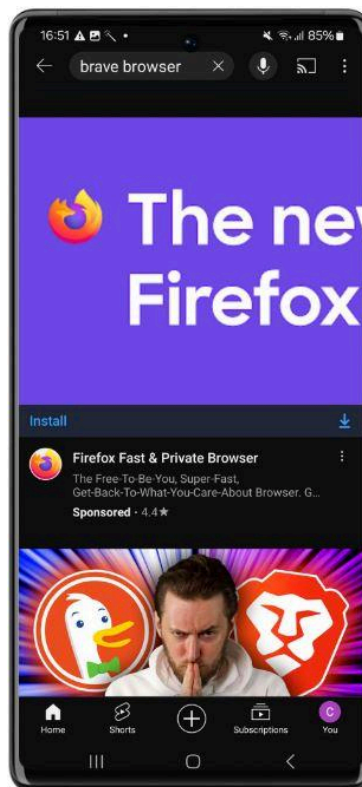 16:51
85%
brave browser
The new
Firefox
Install
Firefox Fast & Private Browser
The Free-To-Be-You, Super-Fast,
Get-Back-To-What-You-Care-About Browser. G...
Sponsored · 4.4★
Home
Shorts
Subscriptions
C
You